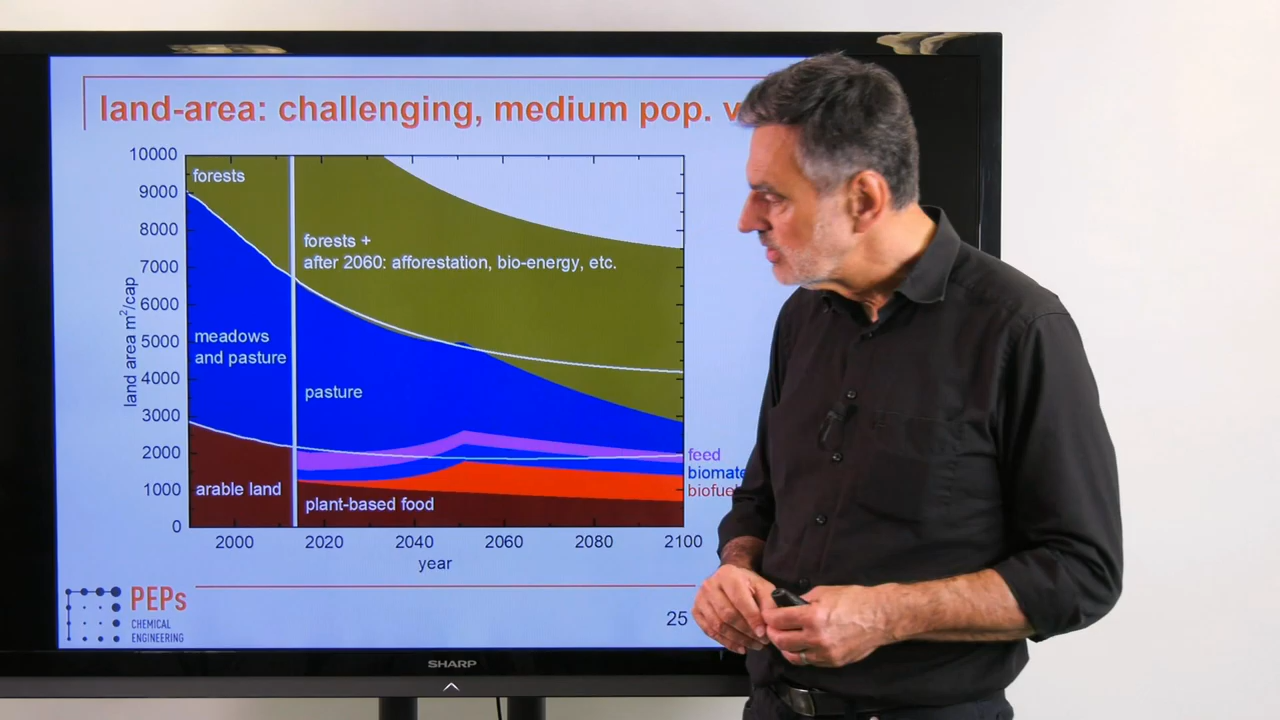 land-area: challenging, medium pop.
10000
9000
8000
7000
6000
5000
4000
3000
2000
1000
0
land area m²/cap
forests
forests +
after 2060: afforestation, bio-energy, etc.
meadows
and pasture
pasture
arable land
plant-based food
feed
2000
2020
2040
2060
2080
2100
year
PEPs
CHEMICAL
ENGINEERING
25
SHARP